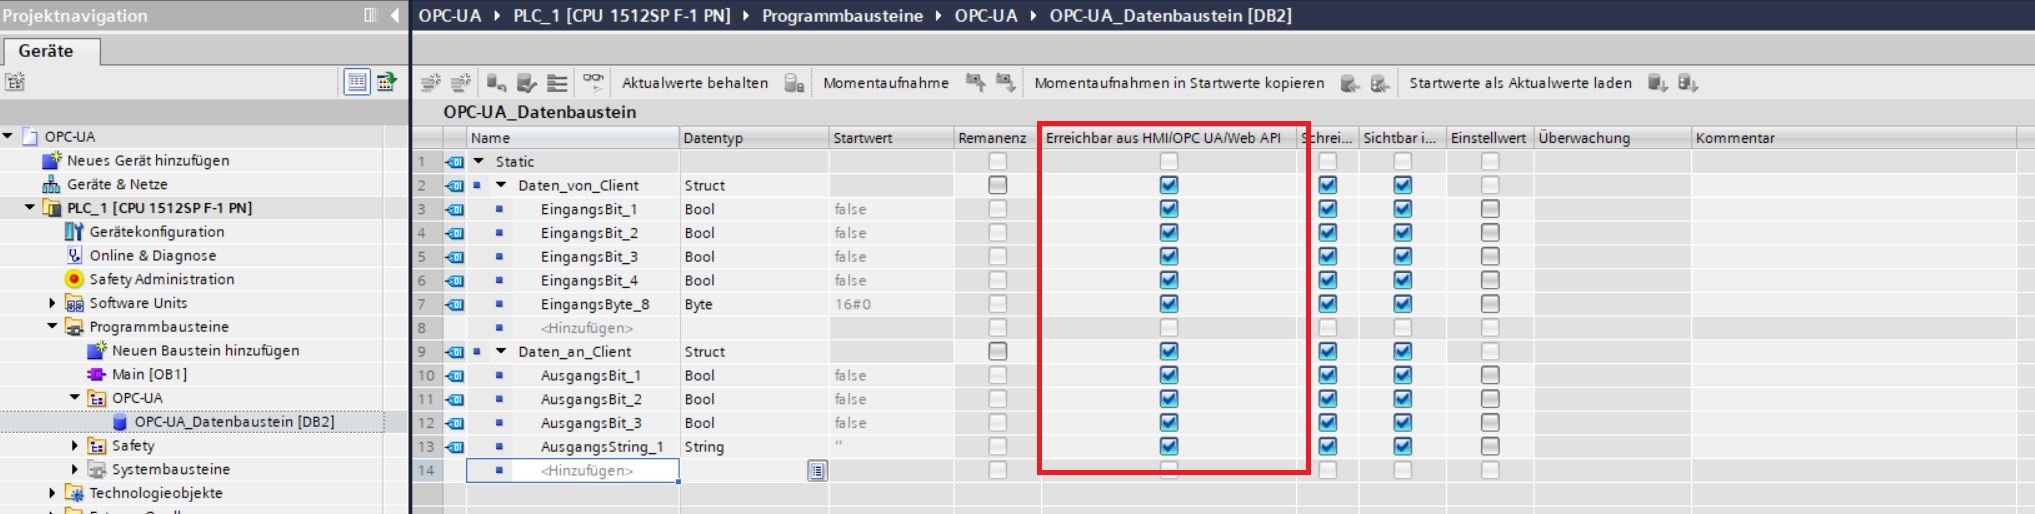 Projektnavigation
OPC-UA PLC_1 [CPU 1512SP F-1 PN] Programmbausteine OPC-UA OPC-UA_Datenbaustein [DB2]
Geräte
Aktualwerte behalten Momentaufnahme Momentaufnahmen in Startwerte kopieren Startwerte als Aktualwerte laden
OPC-UA_Datenbaustein
Name Datentyp Startwert Remanenz Erreichbar aus HMI/OPC UA/Web API Schrei... Sichtbar i... Einstellwert Überwachung Kommentar
1 Static
2 Daten_von_Client Struct
3 EingangsBit_1 Bool false
4 EingangsBit_2 Bool false
5 EingangsBit_3 Bool false
6 EingangsBit_4 Bool false
7 EingangsByte_8 Byte 16#0
8 <Hinzufügen>
9 Daten_an_Client Struct
10 AusgangsBit_1 Bool false
11 AusgangsBit_2 Bool false
12 AusgangsBit_3 Bool false
13 AusgangsString_1 String ''
14 <Hinzufügen>
OPC-UA
Neues Gerät hinzufügen
Geräte & Netze
PLC_1 [CPU 1512SP F-1 PN]
Gerätekonfiguration
Online & Diagnose
Safety Administration
Software Units
Programmbausteine
Neuen Baustein hinzufügen
Main [OB1]
OPC-UA
OPC-UA_Datenbaustein [DB2]
Safety
Systembausteine
Technologieobjekte